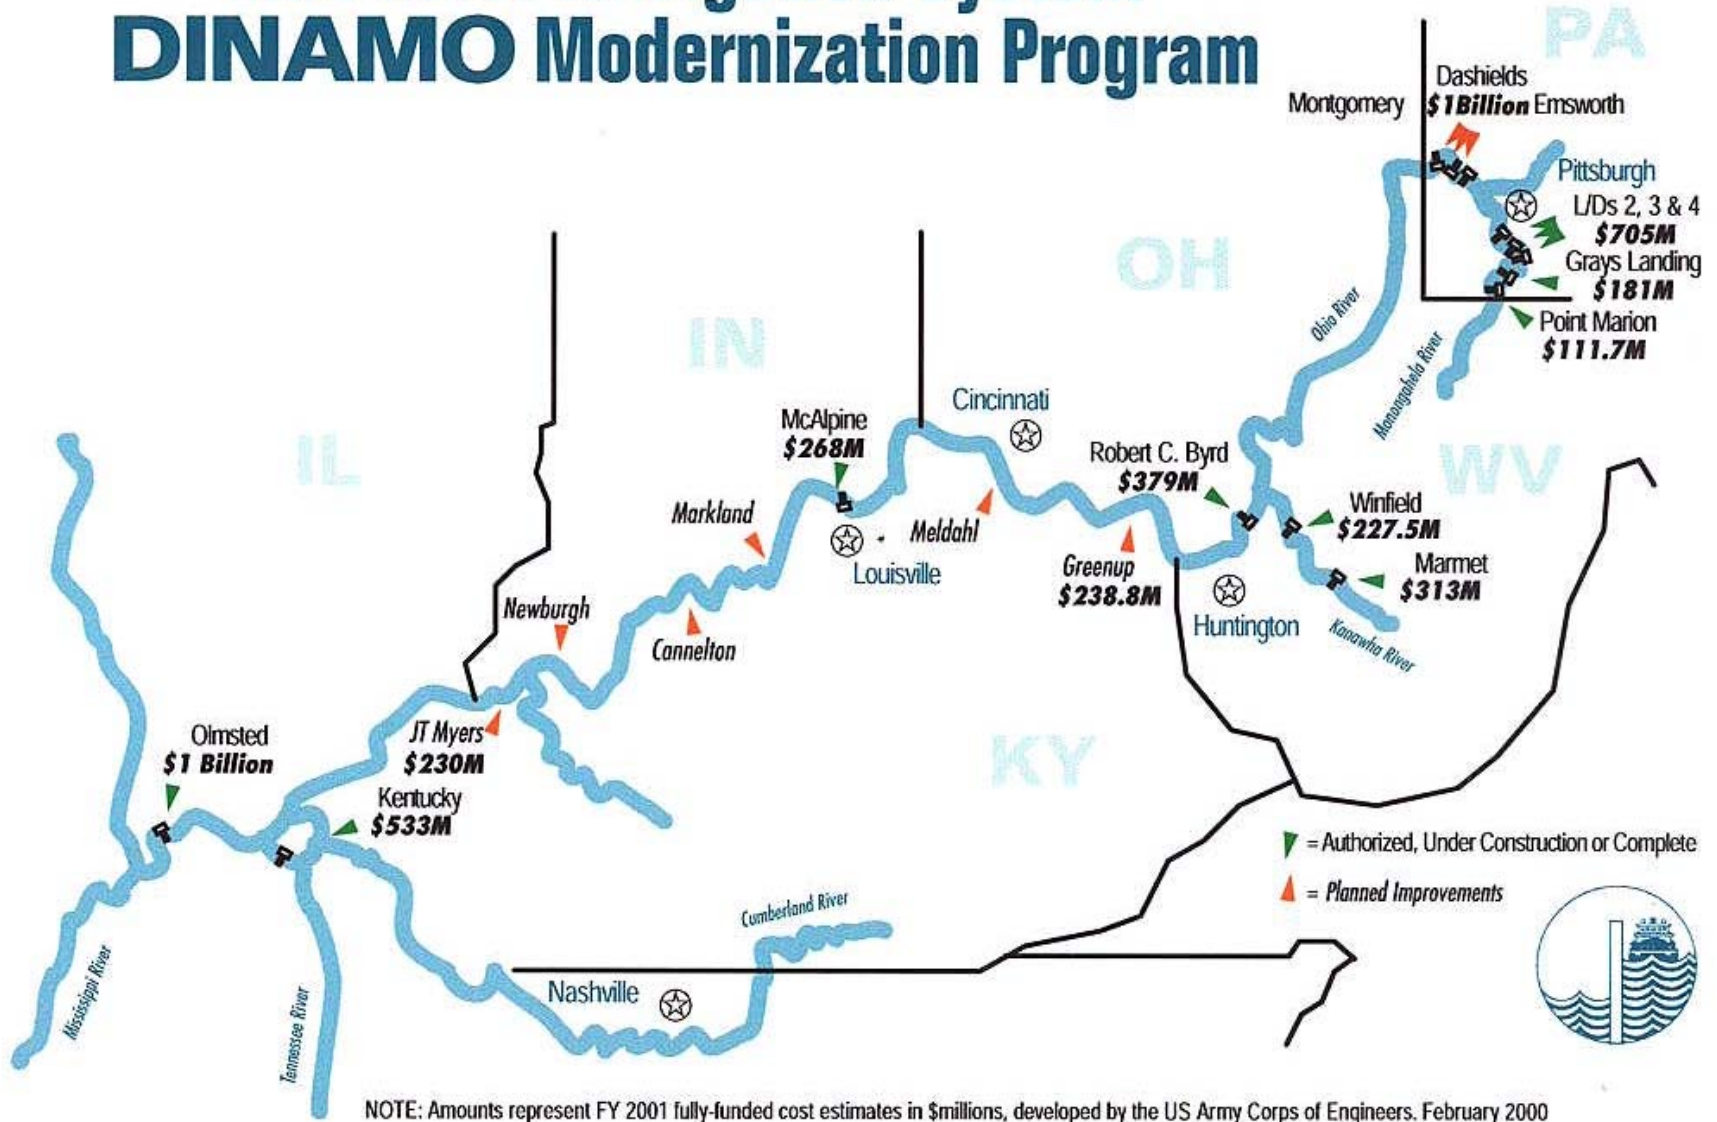 DINAMO Modernization Program
PA
Dashields
Montgomery $1Billion Emsworth
Pittsburgh
L/Ds 2, 3 & 4
$705M
Grays Landing
$181M
Point Marion
$111.7M
OH
Ohio River
Monongahela River
IN
Cincinnati
McAlpine
$268M
IL
Robert C. Byrd
$379M
WV
Winfield
$227.5M
Markland
Meldahl
Louisville
Greenup
$238.8M
Marmet
$313M
Huntington
Kanawha River
Newburgh
Cannelton
Olmsted
$1 Billion
JT Myers
$230M
KY
Kentucky
$533M
= Authorized, Under Construction or Complete
= Planned Improvements
Cumberland River
Nashville
Mississippi River
Tennessee River
NOTE: Amounts represent FY 2001 fully-funded cost estimates in $millions, developed by the US Army Corps of Engineers. February 2000